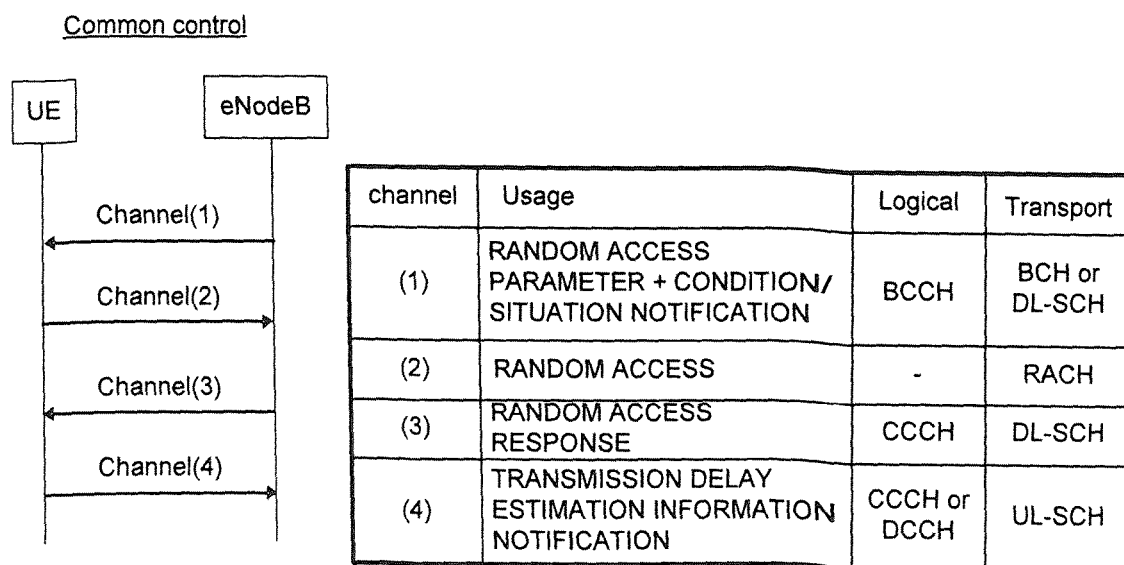 Common control
UE
eNodeB
Channel(1)
Channel(2)
Channel(3)
Channel(4)
channel
Usage
Logical
Transport
(1)
RANDOM ACCESS
PARAMETER + CONDITION/
SITUATION NOTIFICATION
BCCH
BCH or
DL-SCH
(2)
RANDOM ACCESS
-
RACH
(3)
RANDOM ACCESS
RESPONSE
CCCH
DL-SCH
(4)
TRANSMISSION DELAY
ESTIMATION INFORMATION
NOTIFICATION
CCCH or
DCCH
UL-SCH